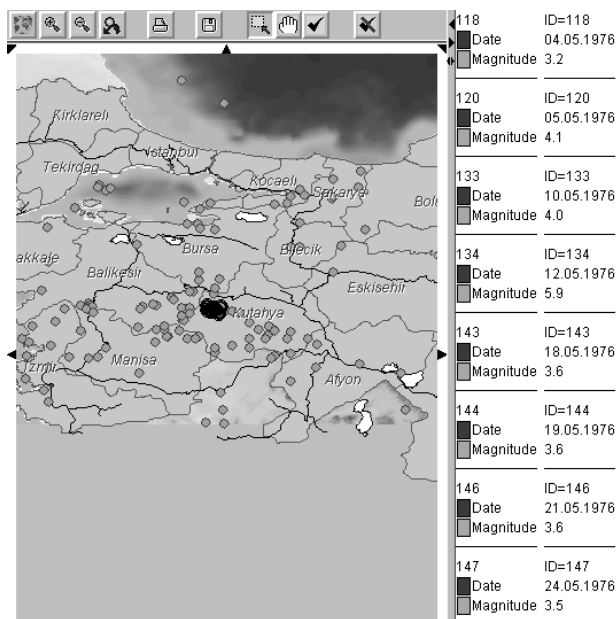 Kirklareli
Istanbul
Tekirdag
Kocaeli
Sakarya
Bolu
akkale
Bursa
Bilecik
Balikesir
Eskisehir
Kutahya
Izmir
Manisa
Afyon
118 ID=118
Date 04.05.1976
Magnitude 3.2
120 ID=120
Date 05.05.1976
Magnitude 4.1
133 ID=133
Date 10.05.1976
Magnitude 4.0
134 ID=134
Date 12.05.1976
Magnitude 5.9
143 ID=143
Date 18.05.1976
Magnitude 3.6
144 ID=144
Date 19.05.1976
Magnitude 3.6
146 ID=146
Date 21.05.1976
Magnitude 3.6
147 ID=147
Date 24.05.1976
Magnitude 3.5